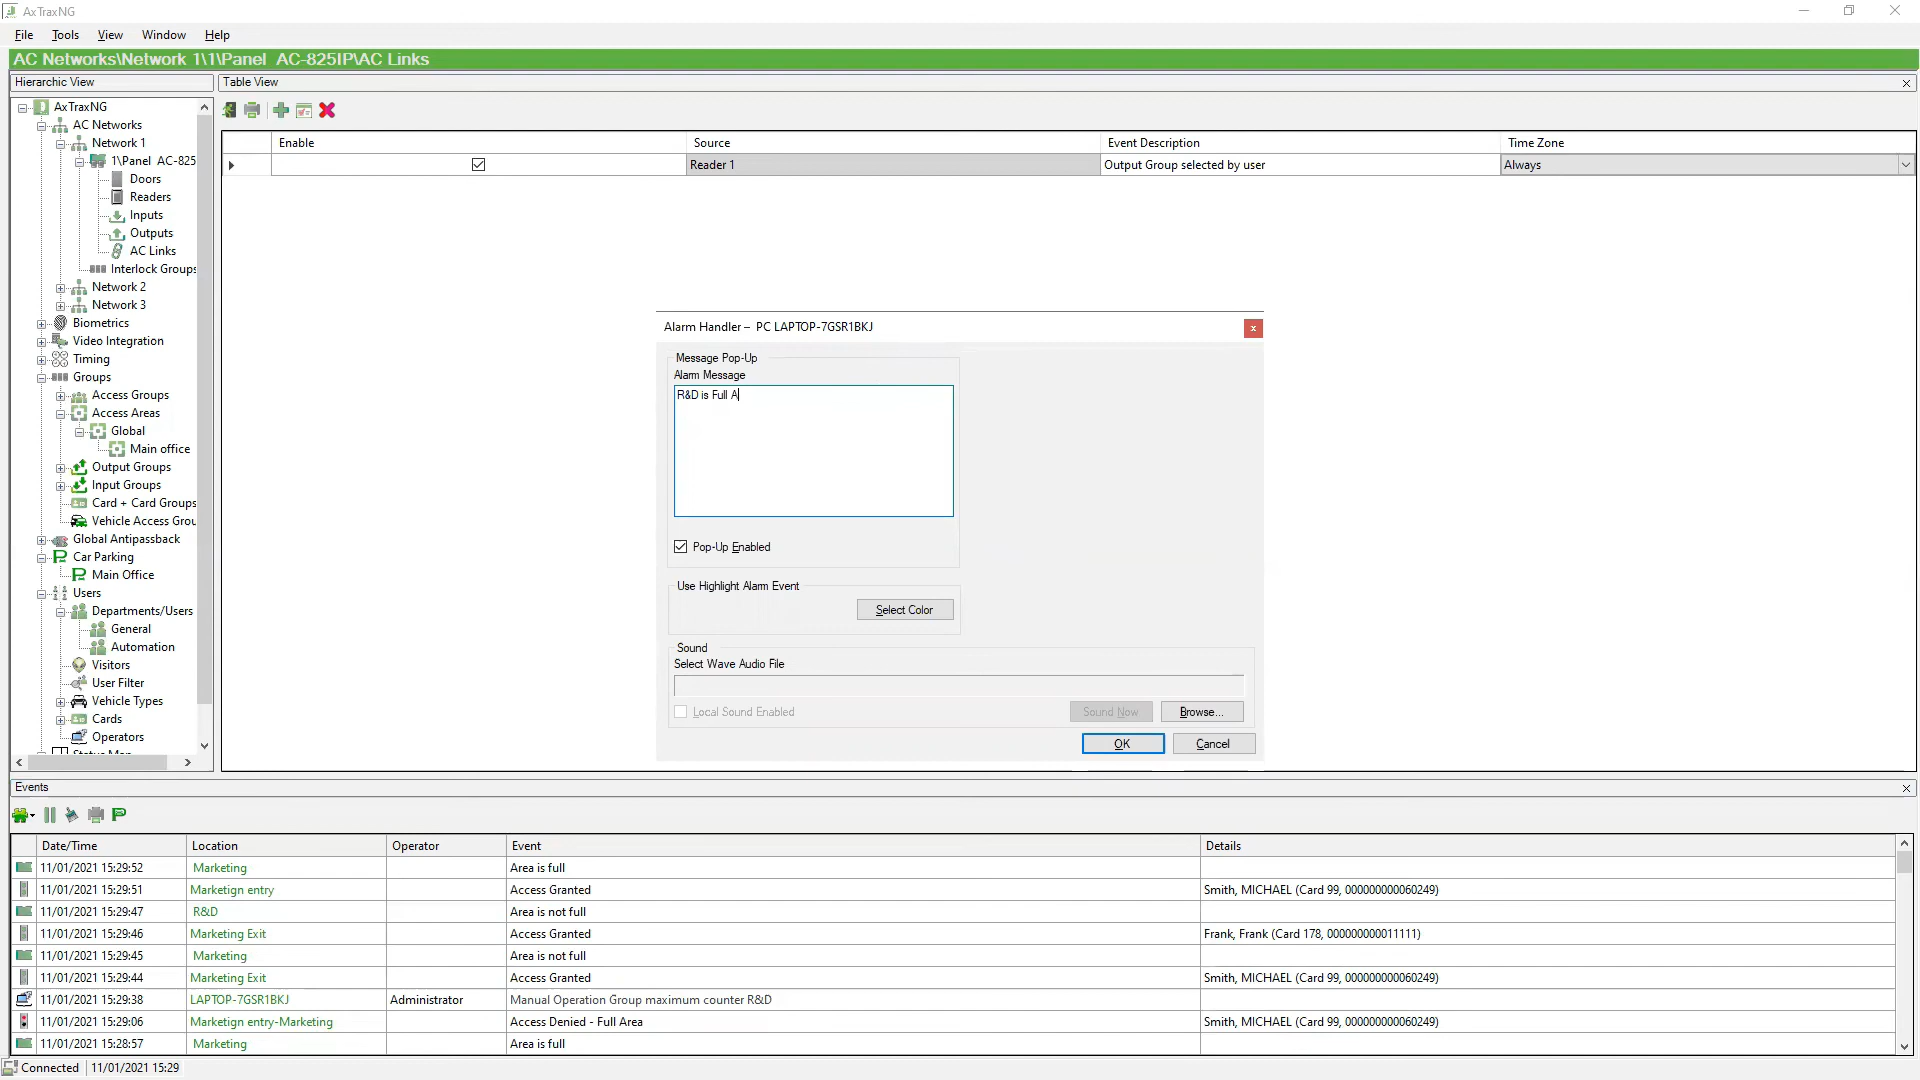 AxTraxNG
File Tools View Window Help
AC Networks\Network 1\1\Panel AC-825IP\AC Links
Hierarchic View
Table View
AxTraxNG
AC Networks
Network 1
1\Panel AC-825
Doors
Readers
Inputs
Outputs
AC Links
Interlock Groups
Network 2
Network 3
Biometrics
Video Integration
Timing
Groups
Access Groups
Access Areas
Global
Main office
Output Groups
Input Groups
Card + Card Groups
Vehicle Access Grou
Global Antipassback
Car Parking
Main Office
Users
Departments/Users
General
Automation
Visitors
User Filter
Vehicle Types
Cards
Operators
Status Map
Enable Source Event Description Time Zone
Reader 1 Output Group selected by user Always
Alarm Handler – PC LAPTOP-7GSR1BKJ
Message Pop-Up
Alarm Message
R&D is Full A
Pop-Up Enabled
Use Highlight Alarm Event
Select Color
Sound
Select Wave Audio File
Local Sound Enabled Sound Now Browse...
OK Cancel
Events
Date/Time Location Operator Event Details
11/01/2021 15:29:52 Marketing Area is full
11/01/2021 15:29:51 Marketign entry Access Granted Smith, MICHAEL (Card 99, 000000000060249)
11/01/2021 15:29:47 R&D Area is not full
11/01/2021 15:29:46 Marketing Exit Access Granted Frank, Frank (Card 178, 000000000011111)
11/01/2021 15:29:45 Marketing Area is not full
11/01/2021 15:29:44 Marketing Exit Access Granted Smith, MICHAEL (Card 99, 000000000060249)
11/01/2021 15:29:38 LAPTOP-7GSR1BKJ Administrator Manual Operation Group maximum counter R&D
11/01/2021 15:29:06 Marketign entry-Marketing Access Denied - Full Area Smith, MICHAEL (Card 99, 000000000060249)
11/01/2021 15:28:57 Marketing Area is full
Connected 11/01/2021 15:29